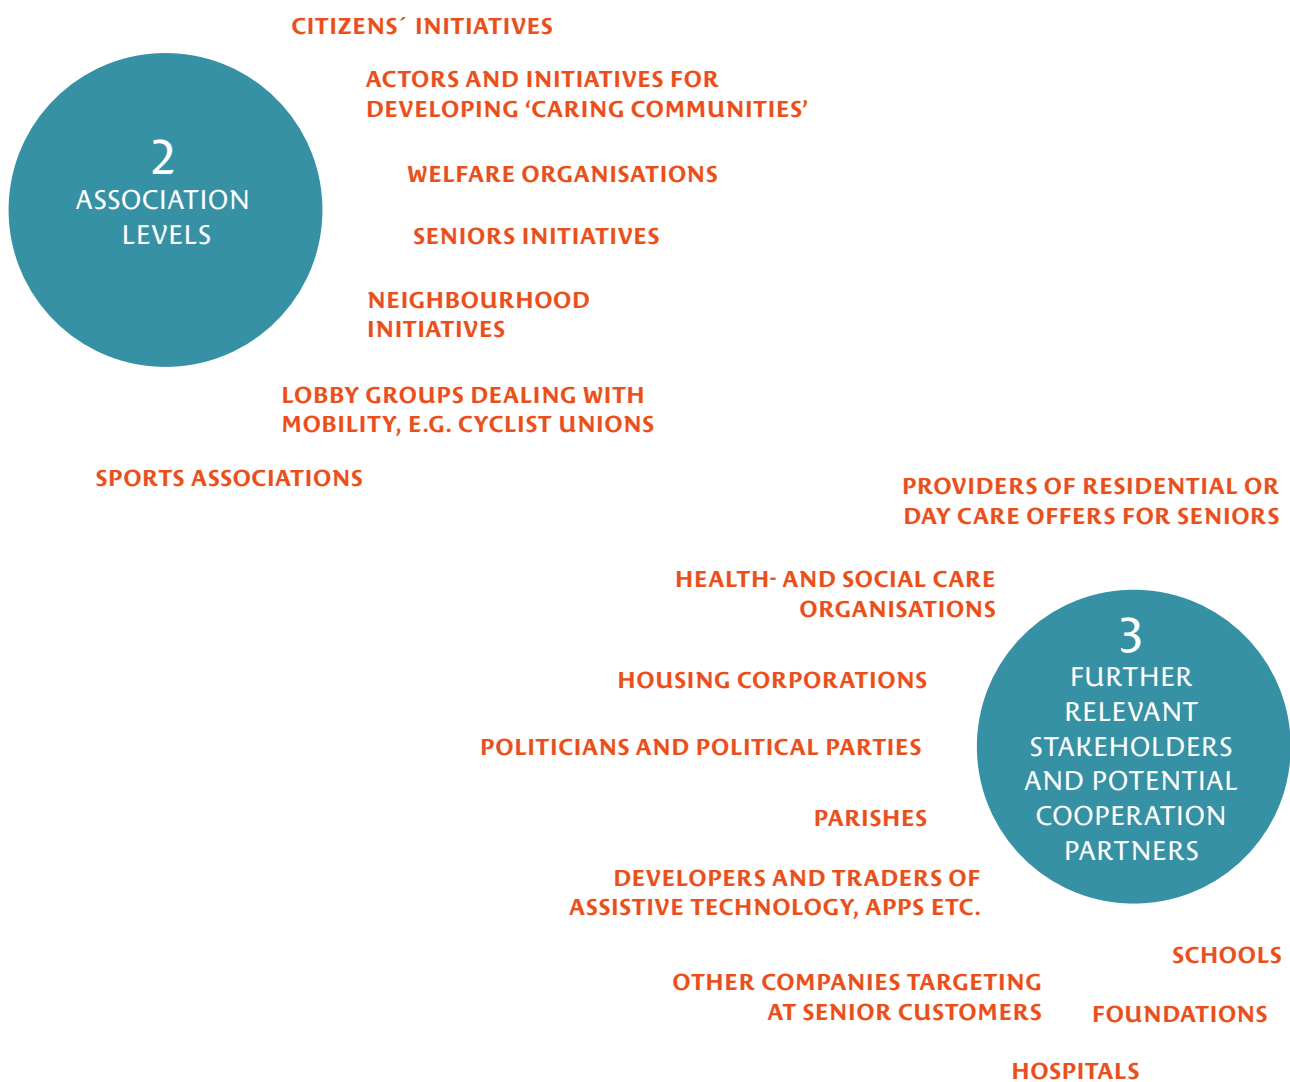 CITIZENS´ INITIATIVES
ACTORS AND INITIATIVES FOR
DEVELOPING ‘CARING COMMUNITIES’
2
ASSOCIATION
LEVELS
WELFARE ORGANISATIONS
SENIORS INITIATIVES
NEIGHBOURHOOD
INITIATIVES
LOBBY GROUPS DEALING WITH
MOBILITY, E.G. CYCLIST UNIONS
SPORTS ASSOCIATIONS
PROVIDERS OF RESIDENTIAL OR
DAY CARE OFFERS FOR SENIORS
HEALTH- AND SOCIAL CARE
ORGANISATIONS
3
FURTHER
RELEVANT
STAKEHOLDERS
AND POTENTIAL
COOPERATION
PARTNERS
HOUSING CORPORATIONS
POLITICIANS AND POLITICAL PARTIES
PARISHES
DEVELOPERS AND TRADERS OF
ASSISTIVE TECHNOLOGY, APPS ETC.
SCHOOLS
OTHER COMPANIES TARGETING
AT SENIOR CUSTOMERS
FOUNDATIONS
HOSPITALS